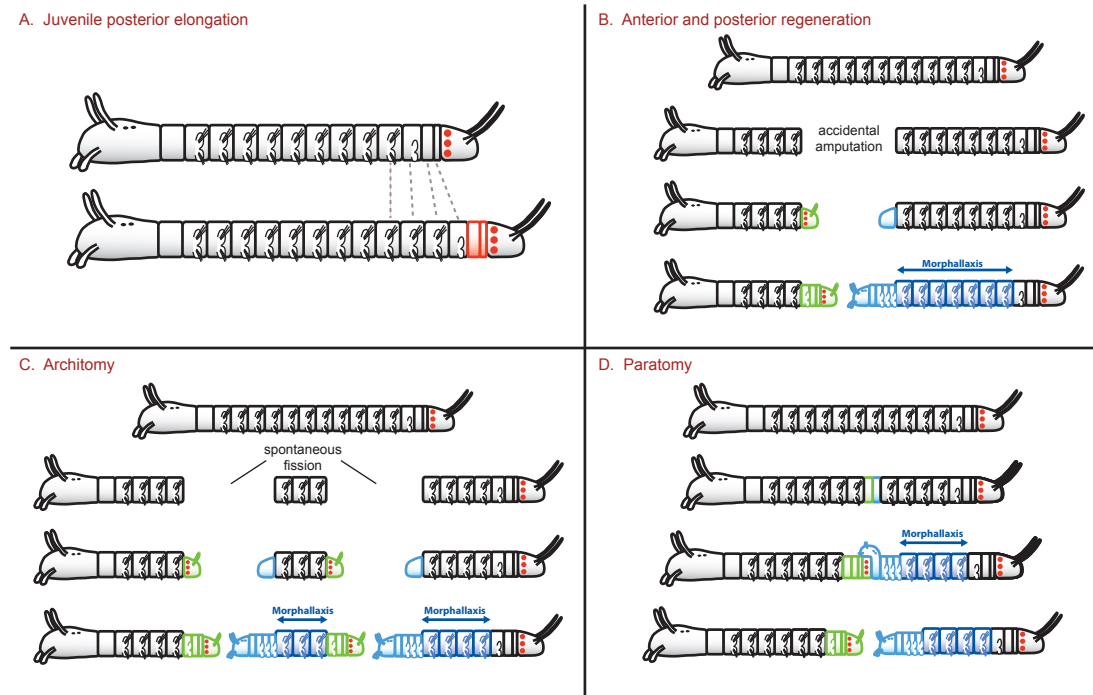 A. Juvenile posterior elongation
B. Anterior and posterior regeneration
accidental
amputation
Morphallaxis
C. Architomy
spontaneous
fission
Morphallaxis
Morphallaxis
D. Paratomy
Morphallaxis